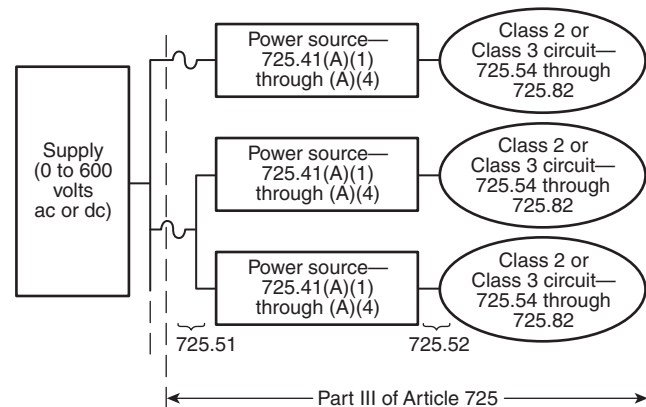 Supply
(0 to 600
volts
ac or dc)
Power source—
725.41(A)(1)
through (A)(4)
Class 2 or
Class 3 circuit—
725.54 through
725.82
Power source—
725.41(A)(1)
through (A)(4)
Class 2 or
Class 3 circuit—
725.54 through
725.82
Power source—
725.41(A)(1)
through (A)(4)
Class 2 or
Class 3 circuit—
725.54 through
725.82
725.51
725.52
Part III of Article 725